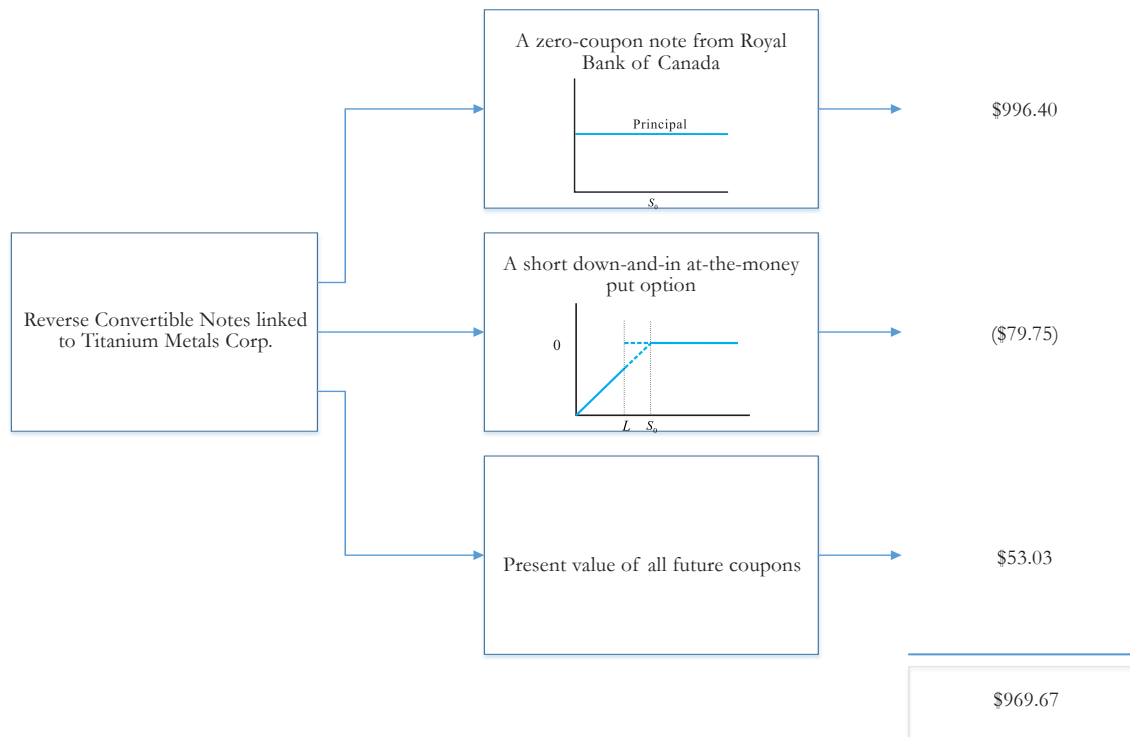 A zero-coupon note from Royal
Bank of Canada
Principal
S₀
$996.40
Reverse Convertible Notes linked
to Titanium Metals Corp.
A short down-and-in at-the-money
put option
0
L S₀
($79.75)
Present value of all future coupons
$53.03
$969.67